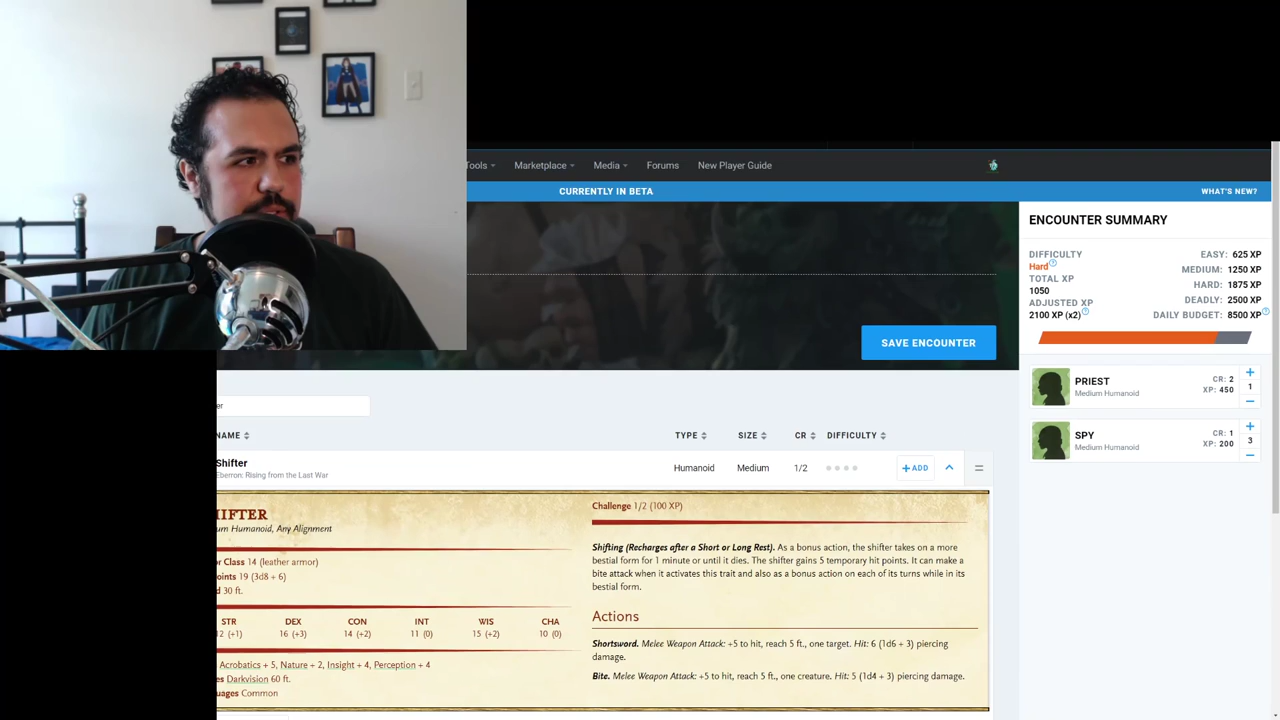 Tools Marketplace Media Forums New Player Guide
CURRENTLY IN BETA WHAT'S NEW?
ENCOUNTER SUMMARY
DIFFICULTY
Hard
TOTAL XP
1050
ADJUSTED XP
2100 XP (x2)
EASY: 625 XP
MEDIUM: 1250 XP
HARD: 1875 XP
DEADLY: 2500 XP
DAILY BUDGET: 8500 XP
SAVE ENCOUNTER
PRIEST
Medium Humanoid
CR: 2
XP: 450
1
SPY
Medium Humanoid
CR: 1
XP: 200
3
er
NAME TYPE SIZE CR DIFFICULTY
Shifter
Eberron: Rising from the Last War
Humanoid Medium 1/2 + ADD
HIFTER
um Humanoid, Any Alignment
or Class 14 (leather armor)
oints 19 (3d8 + 6)
d 30 ft.
STR DEX CON INT WIS CHA
12 (+1) 16 (+3) 14 (+2) 11 (0) 15 (+2) 10 (0)
Acrobatics + 5, Nature + 2, Insight + 4, Perception + 4
es Darkvision 60 ft.
uages Common
Challenge 1/2 (100 XP)
Shifting (Recharges after a Short or Long Rest). As a bonus action, the shifter takes on a more
bestial form for 1 minute or until it dies. The shifter gains 5 temporary hit points. It can make a
bite attack when it activates this trait and also as a bonus action on each of its turns while in its
bestial form.
Actions
Shortsword. Melee Weapon Attack: +5 to hit, reach 5 ft., one target. Hit: 6 (1d6 + 3) piercing
damage.
Bite. Melee Weapon Attack: +5 to hit, reach 5 ft., one creature. Hit: 5 (1d4 + 3) piercing damage.